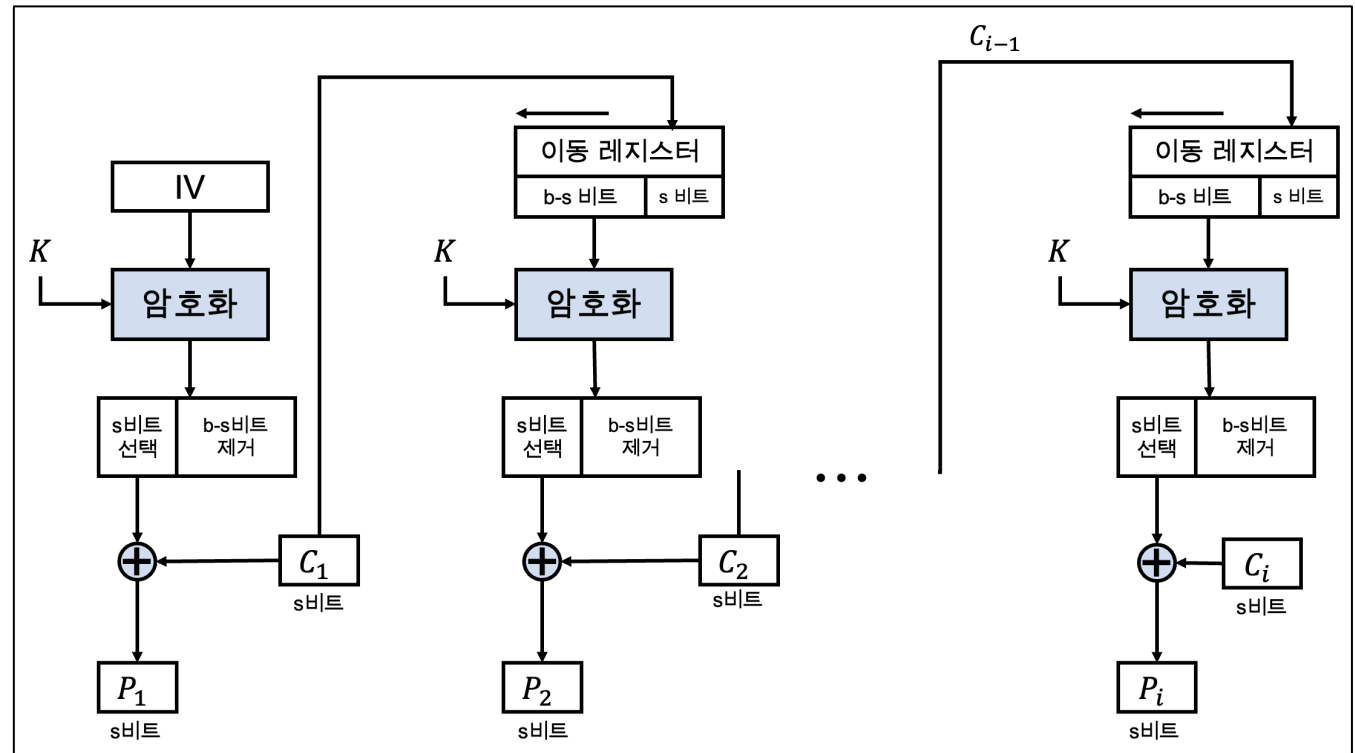 C_{i-1}
이동 레지스터
b-s 비트
s 비트
이동 레지스터
b-s 비트
s 비트
IV
K
K
K
암호화
암호화
암호화
s비트
선택
b-s비트
제거
s비트
선택
b-s비트
제거
s비트
선택
b-s비트
제거
...
+
C_1
s비트
+
C_2
s비트
+
C_i
s비트
P_1
s비트
P_2
s비트
P_i
s비트